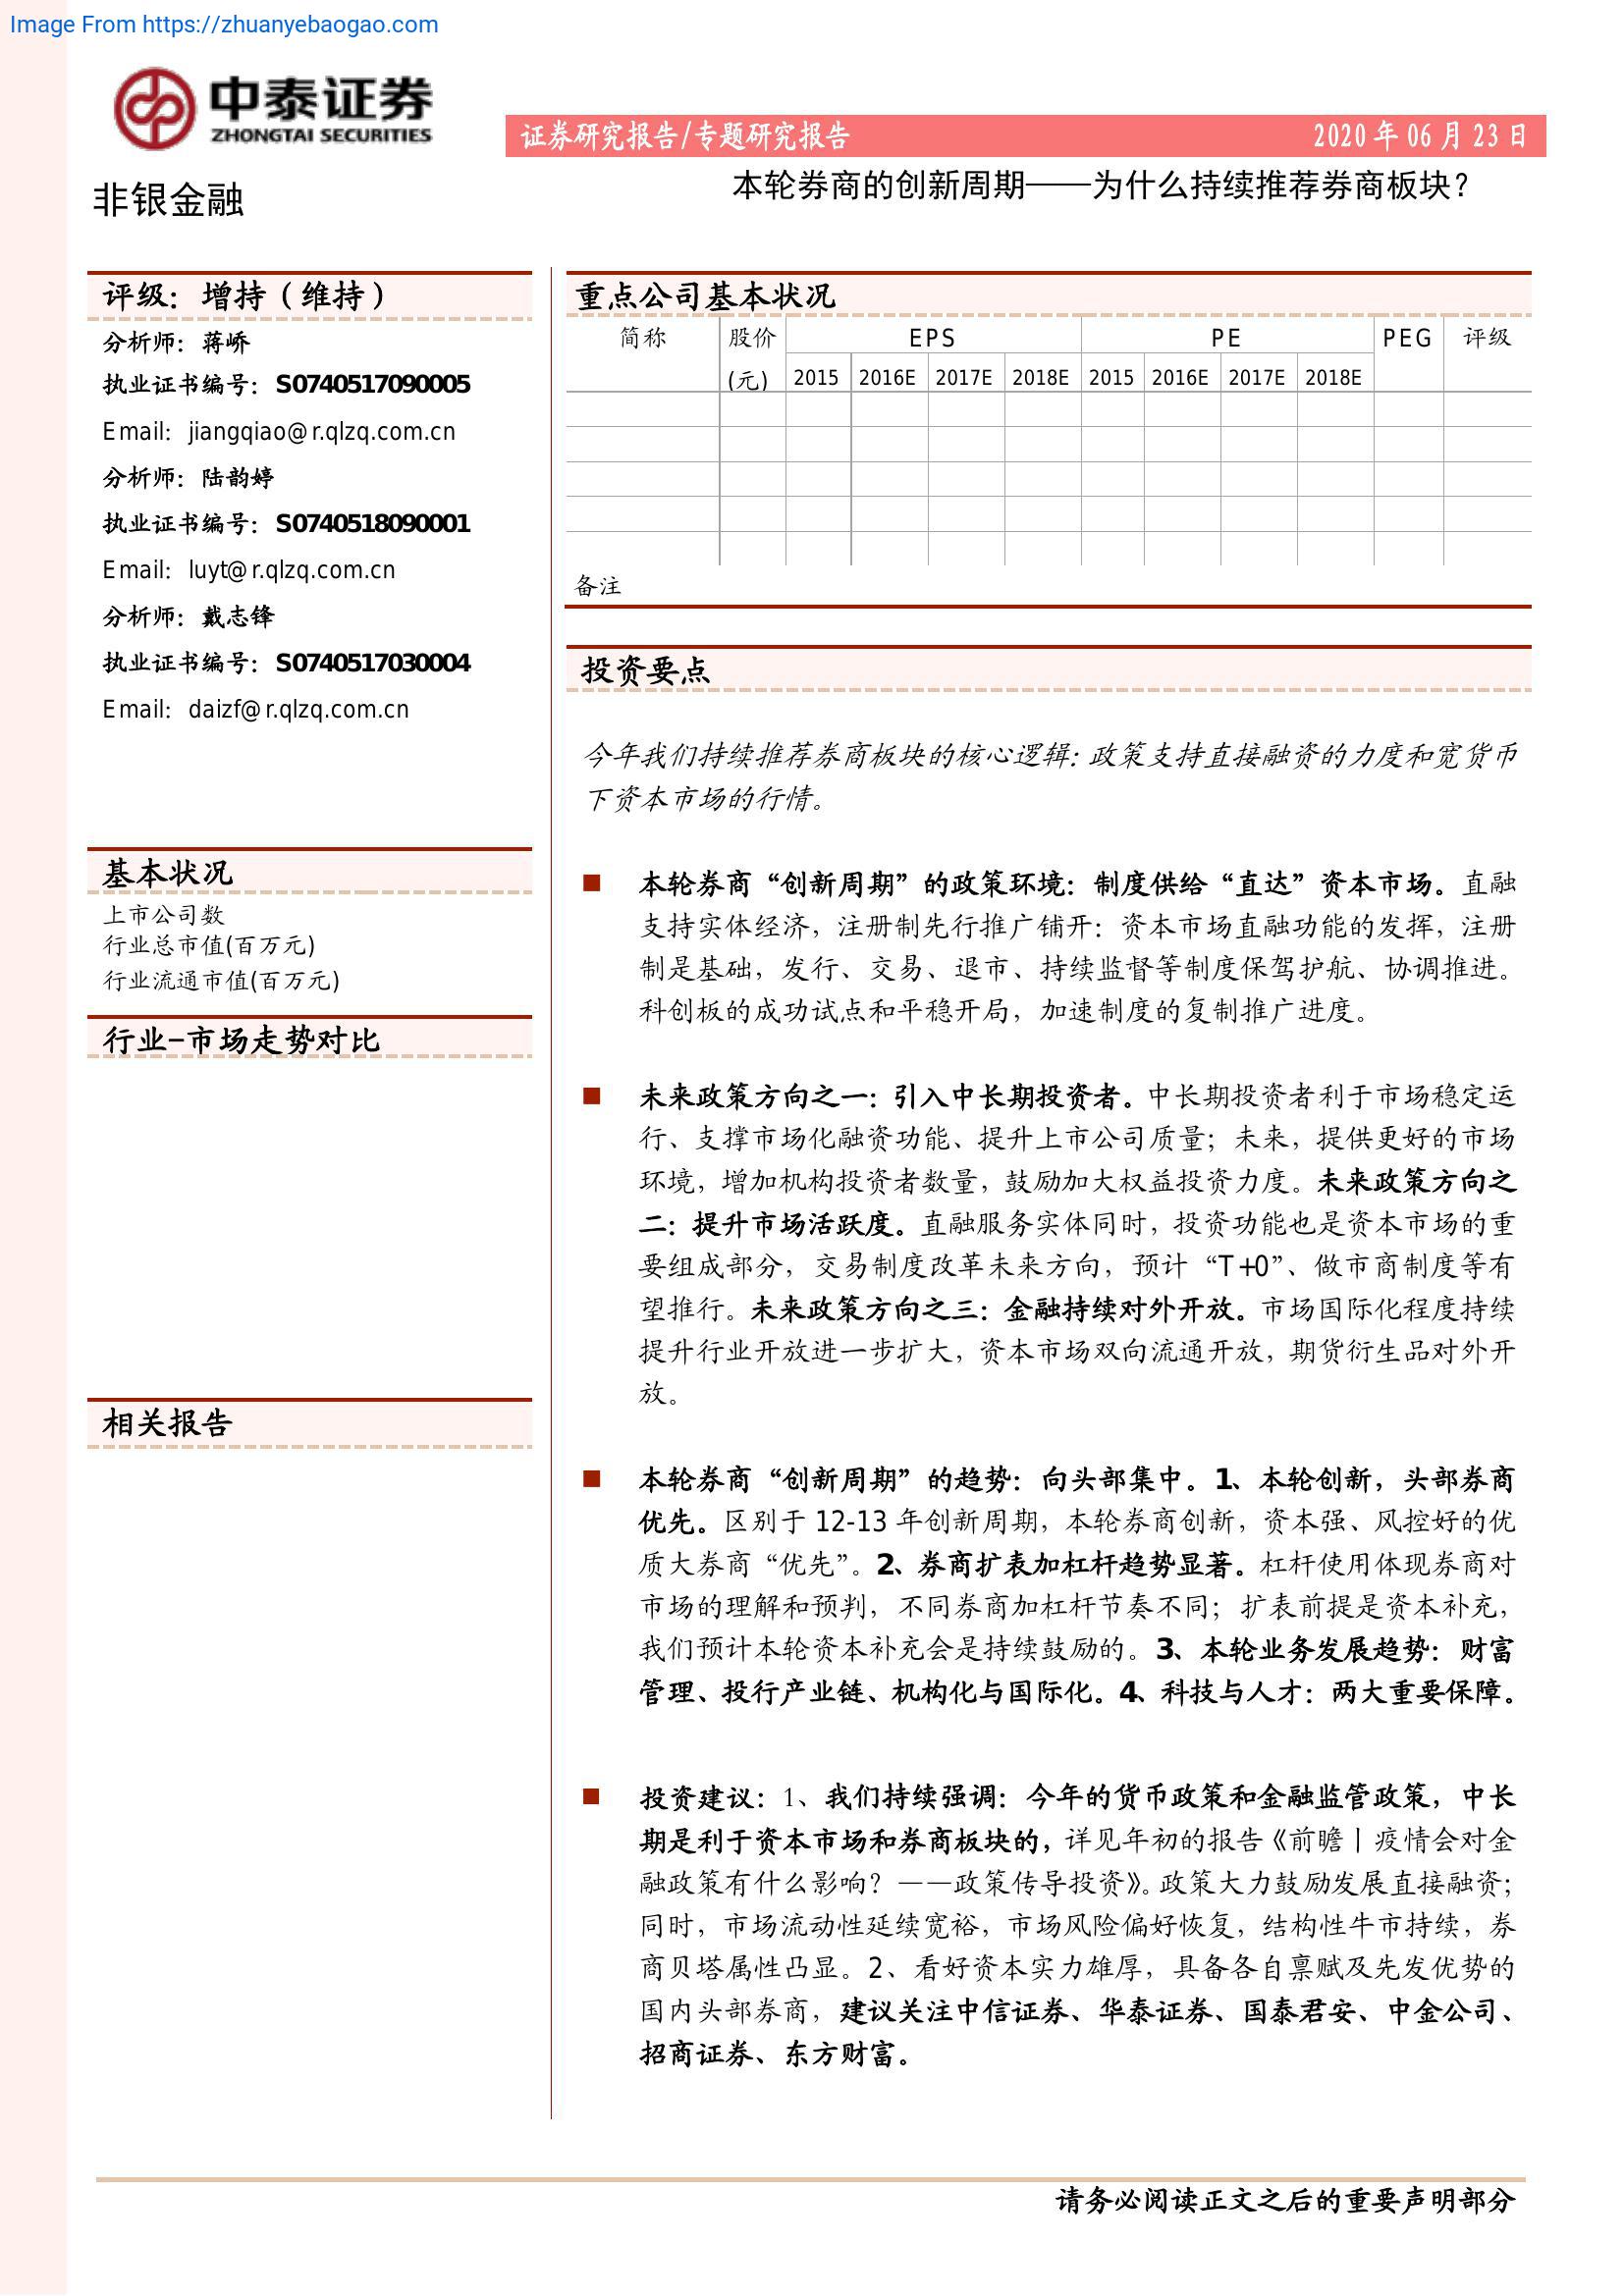 Image From https://zhuanyebaogao.com
中泰证券
ZHONGTAI SECURITIES
证券研究报告/专题研究报告 2020 年 06 月 23 日
非银金融
本轮券商的创新周期——为什么持续推荐券商板块？
评级：增持（维持）
分析师：蒋峤
执业证书编号：S0740517090005
Email：jiangqiao@r.qlzq.com.cn
分析师：陆韵婷
执业证书编号：S0740518090001
Email：luyt@r.qlzq.com.cn
分析师：戴志锋
执业证书编号：S0740517030004
Email：daizf@r.qlzq.com.cn
基本状况
上市公司数
行业总市值(百万元)
行业流通市值(百万元)
行业-市场走势对比
相关报告
重点公司基本状况
简称 股价 EPS PE PEG 评级
(元) 2015 2016E 2017E 2018E 2015 2016E 2017E 2018E
备注
投资要点
今年我们持续推荐券商板块的核心逻辑：政策支持直接融资的力度和宽货币
下资本市场的行情。
■ 本轮券商“创新周期”的政策环境：制度供给“直达”资本市场。直融
支持实体经济，注册制先行推广铺开：资本市场直融功能的发挥，注册
制是基础，发行、交易、退市、持续监督等制度保驾护航、协调推进。
科创板的成功试点和平稳开局，加速制度的复制推广进度。
■ 未来政策方向之一：引入中长期投资者。中长期投资者利于市场稳定运
行、支撑市场化融资功能、提升上市公司质量；未来，提供更好的市场
环境，增加机构投资者数量，鼓励加大权益投资力度。未来政策方向之
二：提升市场活跃度。直融服务实体同时，投资功能也是资本市场的重
要组成部分，交易制度改革未来方向，预计“T+0”、做市商制度等有
望推行。未来政策方向之三：金融持续对外开放。市场国际化程度持续
提升行业开放进一步扩大，资本市场双向流通开放，期货衍生品对外开
放。
■ 本轮券商“创新周期”的趋势：向头部集中。1、本轮创新，头部券商
优先。区别于 12-13 年创新周期，本轮券商创新，资本强、风控好的优
质大券商“优先”。2、券商扩表加杠杆趋势显著。杠杆使用体现券商对
市场的理解和预判，不同券商加杠杆节奏不同；扩表前提是资本补充，
我们预计本轮资本补充会是持续鼓励的。3、本轮业务发展趋势：财富
管理、投行产业链、机构化与国际化。4、科技与人才：两大重要保障。
■ 投资建议：1、我们持续强调：今年的货币政策和金融监管政策，中长
期是利于资本市场和券商板块的，详见年初的报告《前瞻丨疫情会对金
融政策有什么影响？——政策传导投资》。政策大力鼓励发展直接融资；
同时，市场流动性延续宽裕，市场风险偏好恢复，结构性牛市持续，券
商贝塔属性凸显。2、看好资本实力雄厚，具备各自禀赋及先发优势的
国内头部券商，建议关注中信证券、华泰证券、国泰君安、中金公司、
招商证券、东方财富。
请务必阅读正文之后的重要声明部分